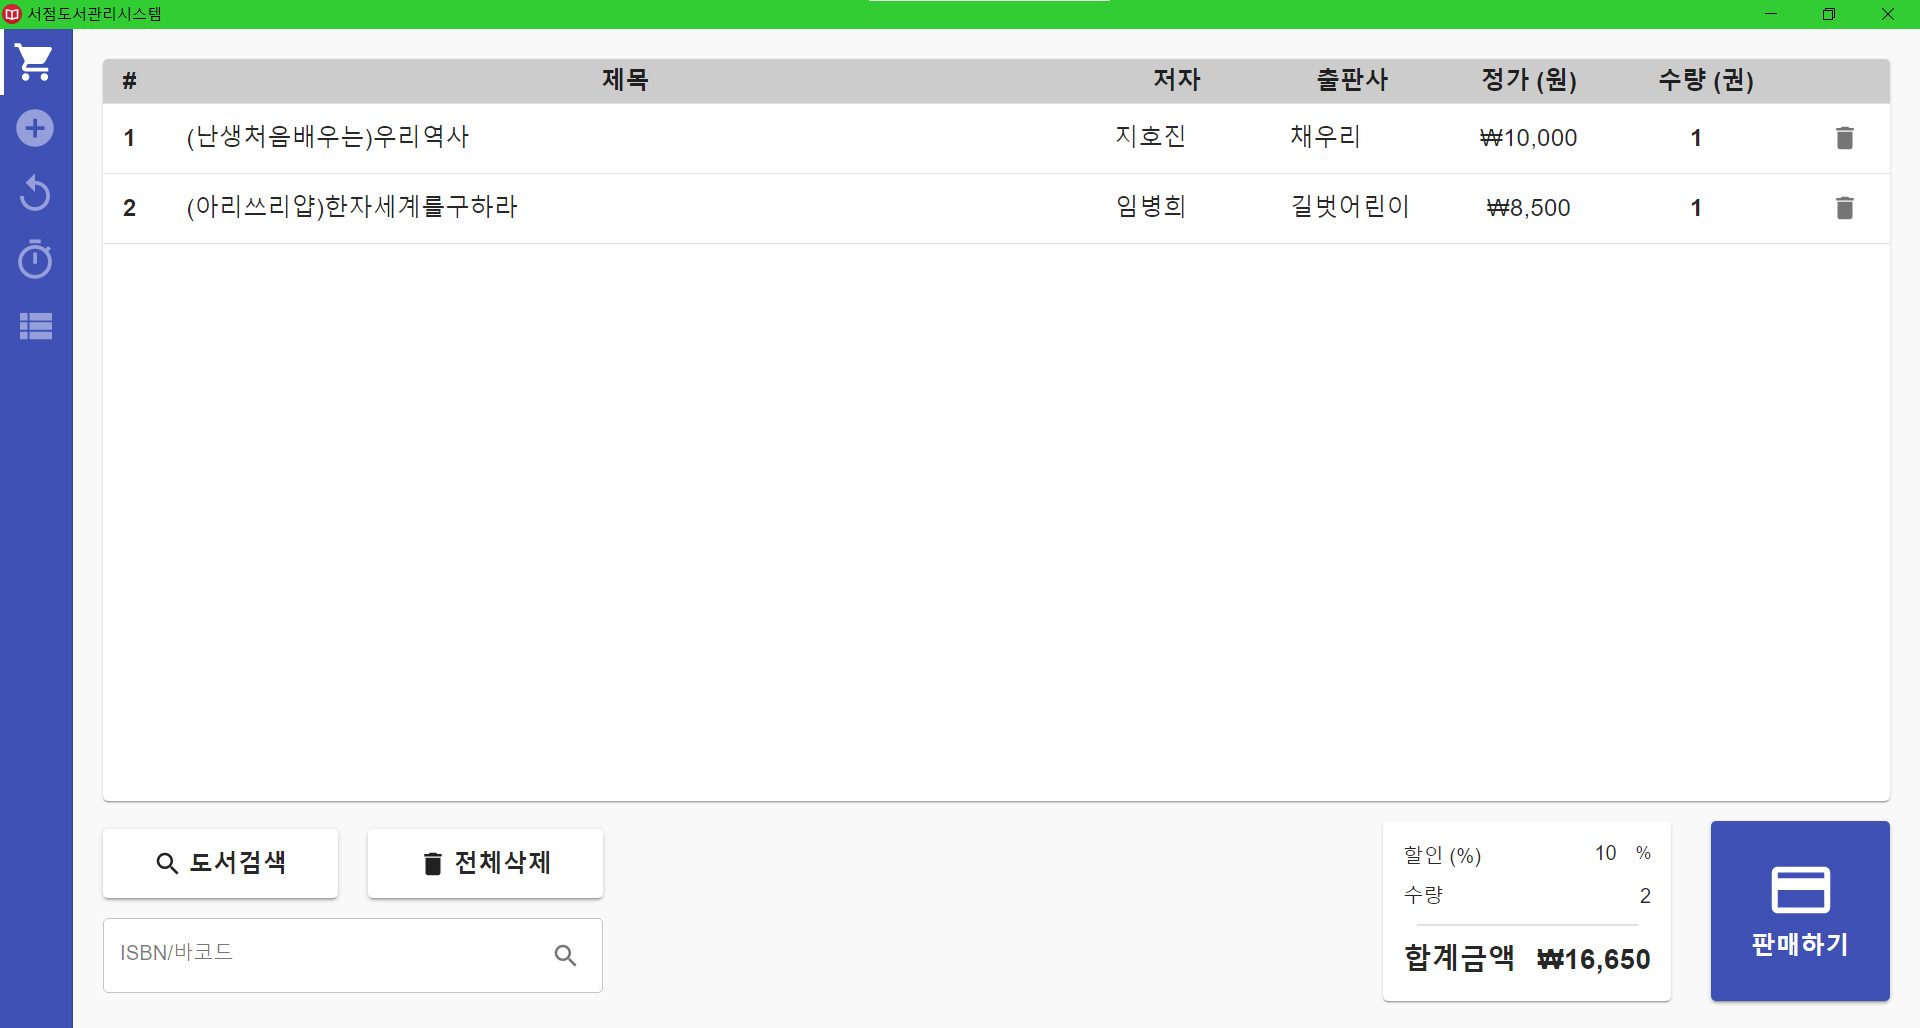 서점도서관리시스템
# 제목 저자 출판사 정가 (원) 수량 (권)
1 (난생처음배우는)우리역사 지호진 채우리 ₩10,000 1
2 (아리쓰리얍)한자세계를구하라 임병희 길벗어린이 ₩8,500 1
도서검색 전체삭제
ISBN/바코드
할인 (%) 10 %
수량 2
합계금액 ₩16,650
판매하기